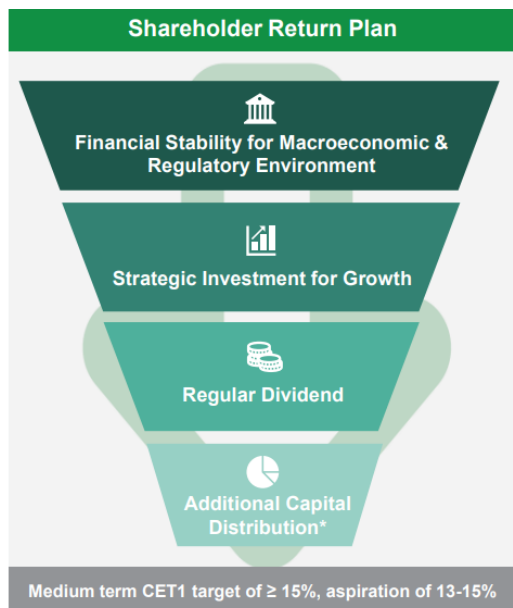 Shareholder Return Plan
Financial Stability for Macroeconomic &
Regulatory Environment
Strategic Investment for Growth
Regular Dividend
Additional Capital
Distribution*
Medium term CET1 target of ≥ 15%, aspiration of 13-15%